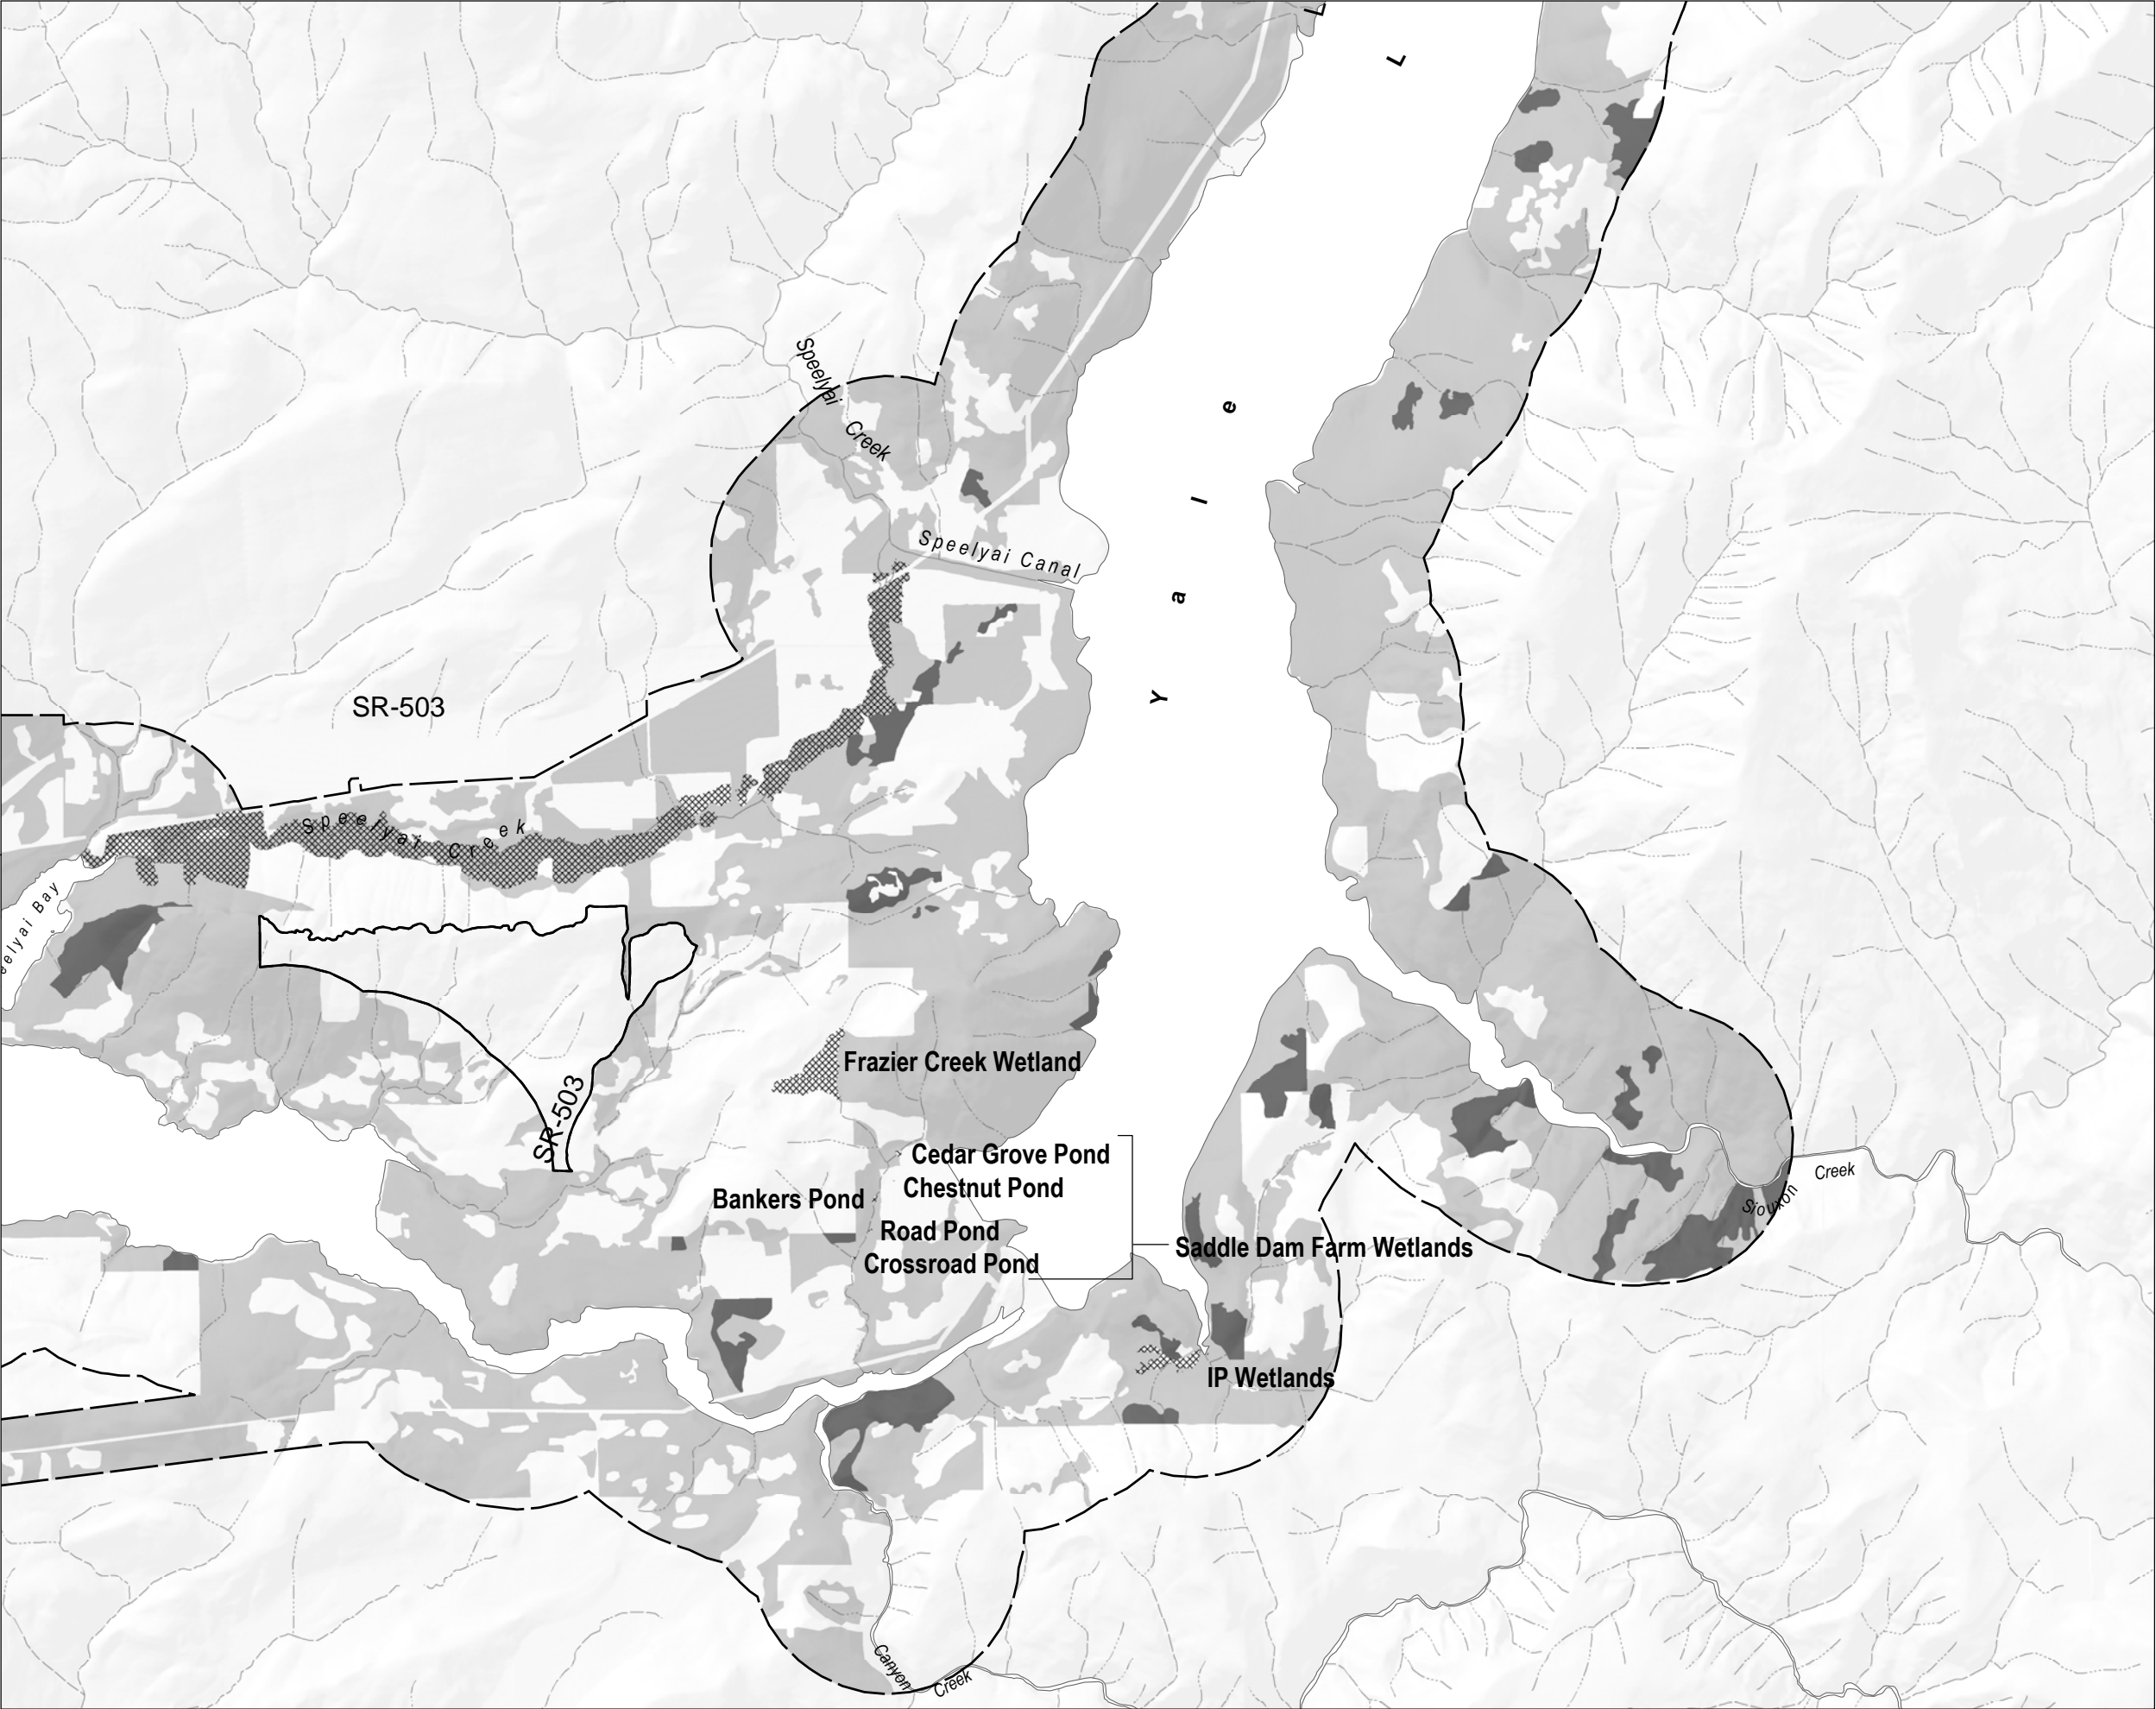 L
L
Speelyai
Creek
e
l
Speelyai Canal
a
Y
SR-503
Speelyai Creek
eelyai Bay
Frazier Creek Wetland
SR-503
Cedar Grove Pond
Chestnut Pond
Bankers Pond
Road Pond
Crossroad Pond
Saddle Dam Farm Wetlands
Siouxon
Creek
IP Wetlands
Canyon
Creek